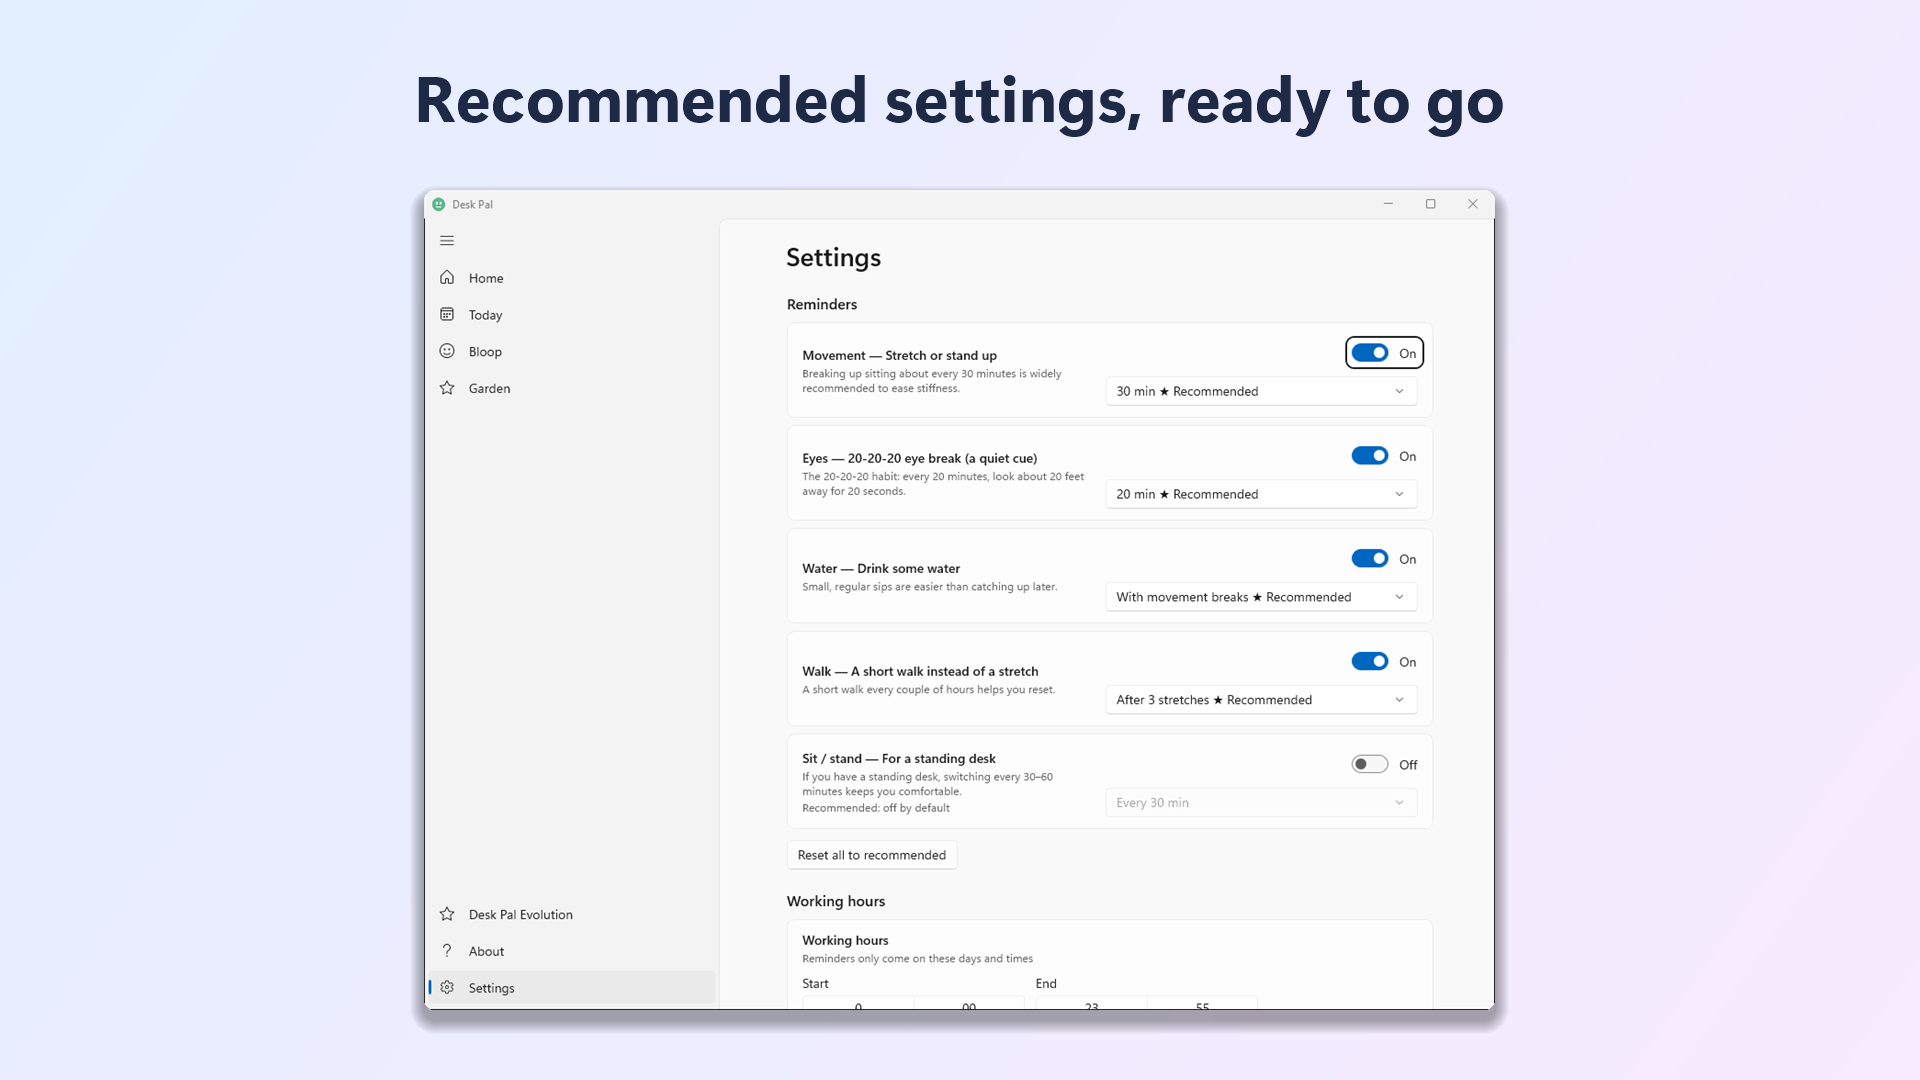 Recommended settings, ready to go
Desk Pal
Home
Today
Bloop
Garden
Desk Pal Evolution
About
Settings
Settings
Reminders
Movement — Stretch or stand up
Breaking up sitting about every 30 minutes is widely
recommended to ease stiffness.
On
30 min ★ Recommended
Eyes — 20-20-20 eye break (a quiet cue)
The 20-20-20 habit: every 20 minutes, look about 20 feet
away for 20 seconds.
On
20 min ★ Recommended
Water — Drink some water
Small, regular sips are easier than catching up later.
On
With movement breaks ★ Recommended
Walk — A short walk instead of a stretch
A short walk every couple of hours helps you reset.
On
After 3 stretches ★ Recommended
Sit / stand — For a standing desk
If you have a standing desk, switching every 30–60
minutes keeps you comfortable.
Recommended: off by default
Off
Every 30 min
Reset all to recommended
Working hours
Working hours
Reminders only come on these days and times
Start End
0 00 23 55